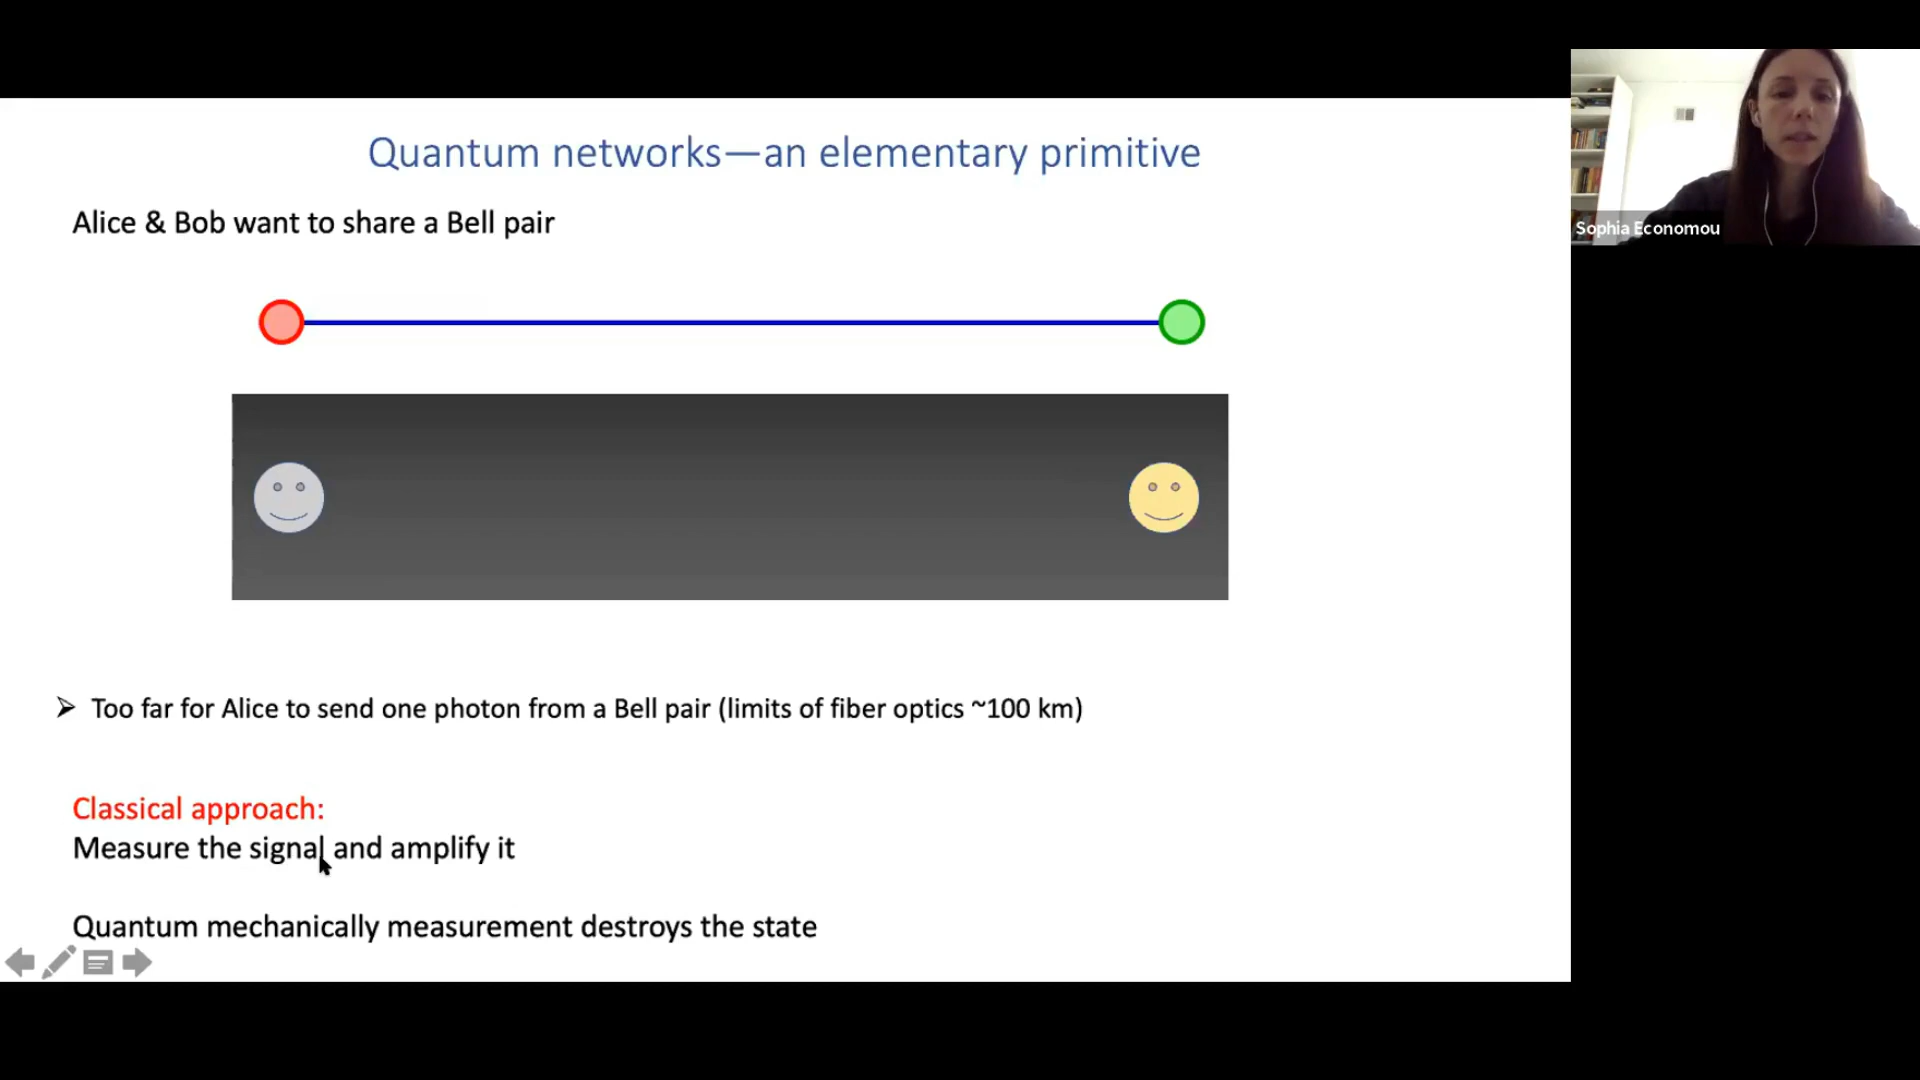 Quantum networks—an elementary primitive
Alice & Bob want to share a Bell pair
Sophia Economou
➢ Too far for Alice to send one photon from a Bell pair (limits of fiber optics ~100 km)
Classical approach:
Measure the signal and amplify it
Quantum mechanically measurement destroys the state